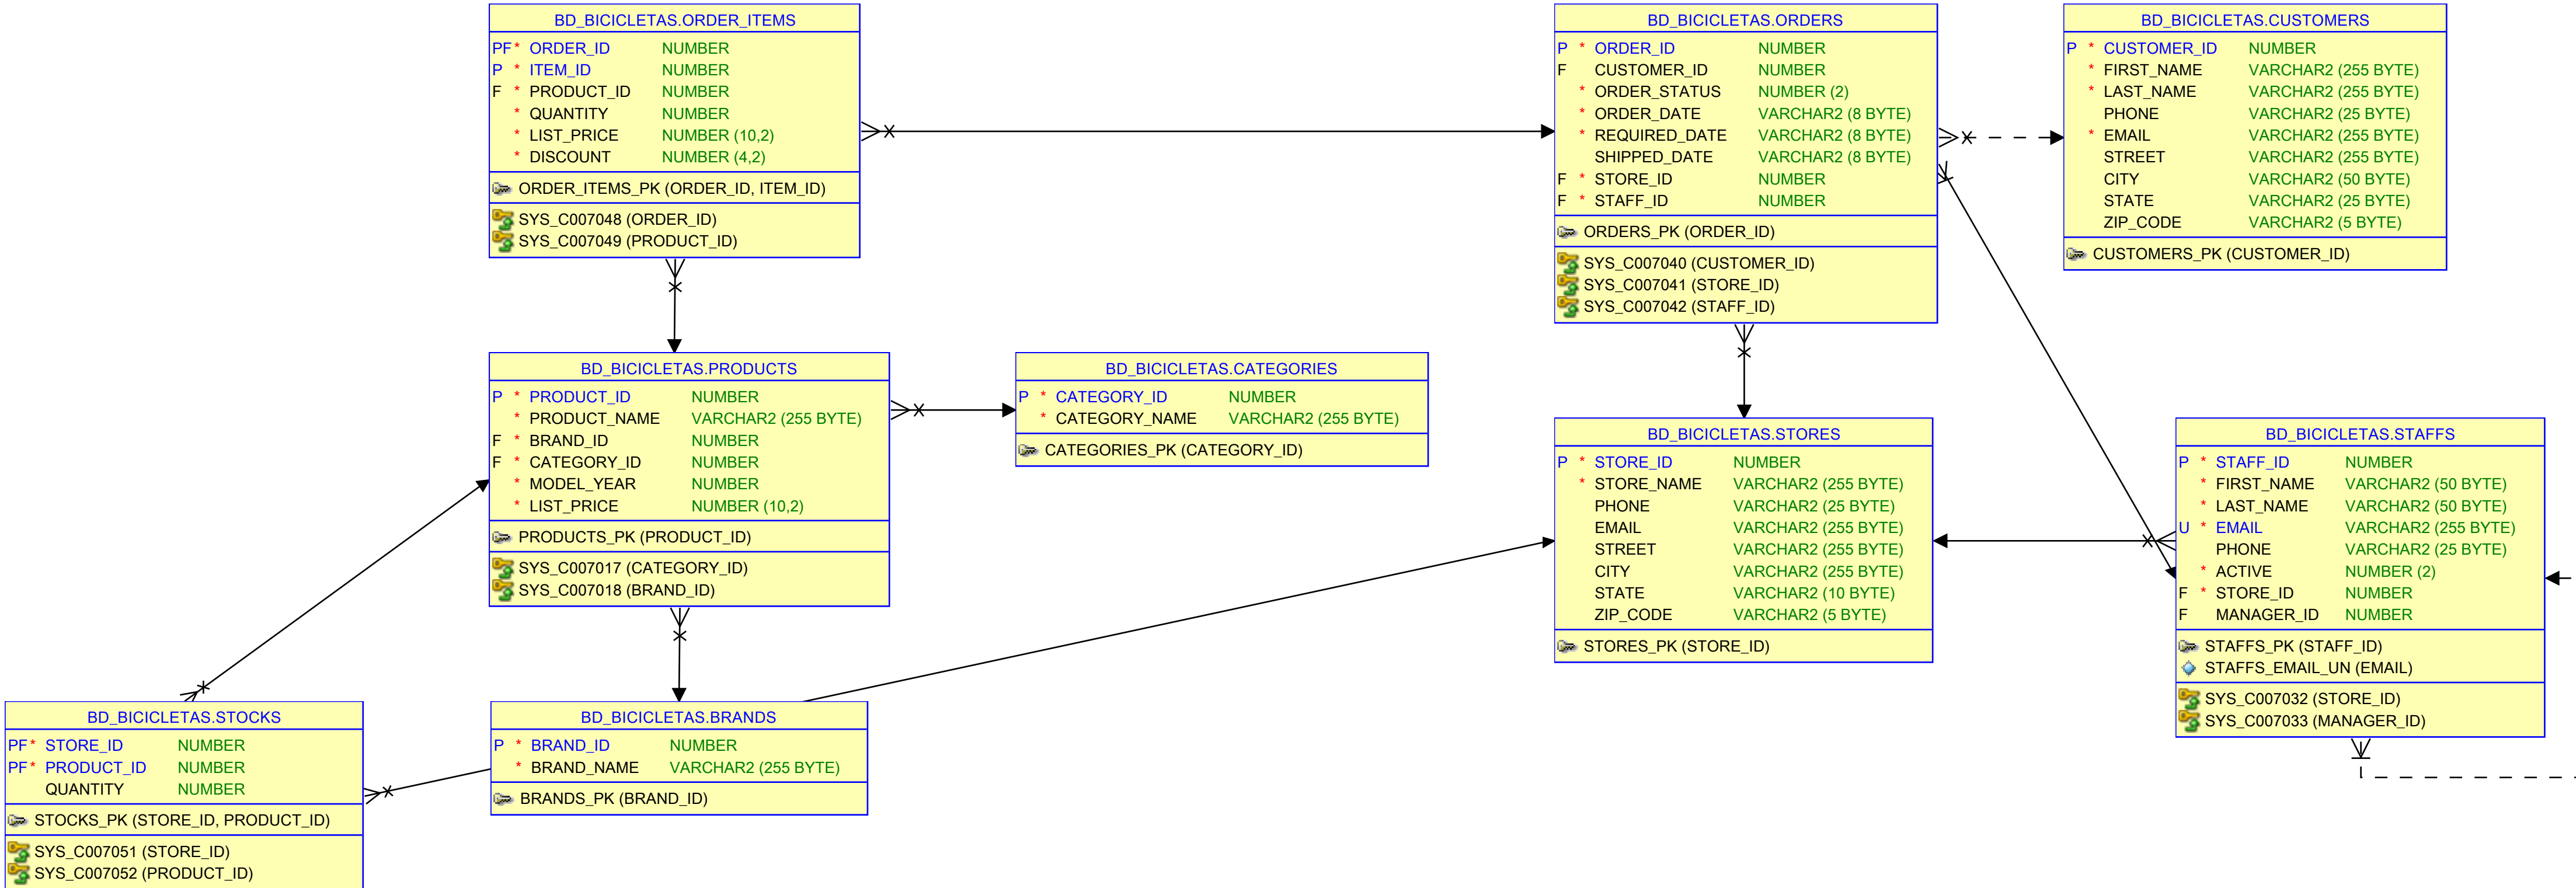 BD_BICICLETAS.ORDER_ITEMS
PF* ORDER_ID NUMBER
P * ITEM_ID NUMBER
F * PRODUCT_ID NUMBER
* QUANTITY NUMBER
* LIST_PRICE NUMBER (10,2)
* DISCOUNT NUMBER (4,2)
ORDER_ITEMS_PK (ORDER_ID, ITEM_ID)
SYS_C007048 (ORDER_ID)
SYS_C007049 (PRODUCT_ID)
BD_BICICLETAS.ORDERS
P * ORDER_ID NUMBER
F CUSTOMER_ID NUMBER
* ORDER_STATUS NUMBER (2)
* ORDER_DATE VARCHAR2 (8 BYTE)
* REQUIRED_DATE VARCHAR2 (8 BYTE)
SHIPPED_DATE VARCHAR2 (8 BYTE)
F * STORE_ID NUMBER
F * STAFF_ID NUMBER
ORDERS_PK (ORDER_ID)
SYS_C007040 (CUSTOMER_ID)
SYS_C007041 (STORE_ID)
SYS_C007042 (STAFF_ID)
BD_BICICLETAS.CUSTOMERS
P * CUSTOMER_ID NUMBER
* FIRST_NAME VARCHAR2 (255 BYTE)
* LAST_NAME VARCHAR2 (255 BYTE)
PHONE VARCHAR2 (25 BYTE)
* EMAIL VARCHAR2 (255 BYTE)
STREET VARCHAR2 (255 BYTE)
CITY VARCHAR2 (50 BYTE)
STATE VARCHAR2 (25 BYTE)
ZIP_CODE VARCHAR2 (5 BYTE)
CUSTOMERS_PK (CUSTOMER_ID)
BD_BICICLETAS.PRODUCTS
P * PRODUCT_ID NUMBER
* PRODUCT_NAME VARCHAR2 (255 BYTE)
F * BRAND_ID NUMBER
F * CATEGORY_ID NUMBER
* MODEL_YEAR NUMBER
* LIST_PRICE NUMBER (10,2)
PRODUCTS_PK (PRODUCT_ID)
SYS_C007017 (CATEGORY_ID)
SYS_C007018 (BRAND_ID)
BD_BICICLETAS.CATEGORIES
P * CATEGORY_ID NUMBER
* CATEGORY_NAME VARCHAR2 (255 BYTE)
CATEGORIES_PK (CATEGORY_ID)
BD_BICICLETAS.STORES
P * STORE_ID NUMBER
* STORE_NAME VARCHAR2 (255 BYTE)
PHONE VARCHAR2 (25 BYTE)
EMAIL VARCHAR2 (255 BYTE)
STREET VARCHAR2 (255 BYTE)
CITY VARCHAR2 (255 BYTE)
STATE VARCHAR2 (10 BYTE)
ZIP_CODE VARCHAR2 (5 BYTE)
STORES_PK (STORE_ID)
BD_BICICLETAS.STAFFS
P * STAFF_ID NUMBER
* FIRST_NAME VARCHAR2 (50 BYTE)
* LAST_NAME VARCHAR2 (50 BYTE)
U * EMAIL VARCHAR2 (255 BYTE)
PHONE VARCHAR2 (25 BYTE)
* ACTIVE NUMBER (2)
F * STORE_ID NUMBER
F MANAGER_ID NUMBER
STAFFS_PK (STAFF_ID)
STAFFS_EMAIL_UN (EMAIL)
SYS_C007032 (STORE_ID)
SYS_C007033 (MANAGER_ID)
BD_BICICLETAS.STOCKS
PF* STORE_ID NUMBER
PF* PRODUCT_ID NUMBER
QUANTITY NUMBER
STOCKS_PK (STORE_ID, PRODUCT_ID)
SYS_C007051 (STORE_ID)
SYS_C007052 (PRODUCT_ID)
BD_BICICLETAS.BRANDS
P * BRAND_ID NUMBER
* BRAND_NAME VARCHAR2 (255 BYTE)
BRANDS_PK (BRAND_ID)